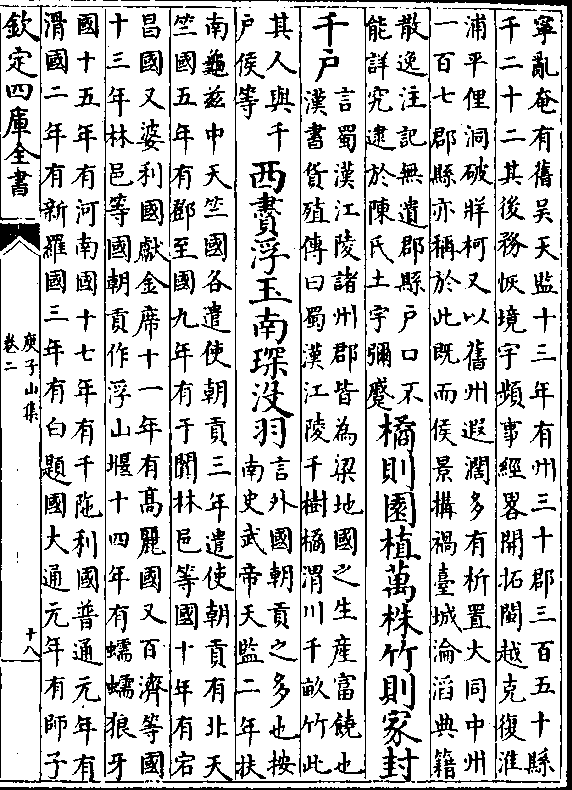 寧亂奄有舊吳天監十三年有州三十郡三百五十縣
千二十二其後務恢境宇頻事經畧開拓閩越克復淮
浦平俚洞破牂柯又以舊州遐濶多有析置大同中州
一百七郡縣亦稱於此既而侯景構禍臺城淪滔典籍
散逸注記無遺郡縣户口不
能詳究逮於陳氏土宇彌蹙
橘則園植萬株竹則家封
千户
言蜀漢江陵諸州郡皆為梁地國之生産富饒也
漢書貨殖傳曰蜀漢江陵千樹橘渭川千畝竹此
其人與千
户侯等
西賮浮玉南琛没羽
言外國朝貢之多也按
南史武帝天監二年扶
南龜兹中天竺國各遣使朝貢三年遣使朝貢有北天
竺國五年有鄧至國九年有于闐林邑等國十年有宕
昌國又婆利國獻金席十一年有高麗國又百濟等國
十三年林邑等國朝貢作浮山堰十四年有蠕蠕狼牙
國十五年有河南國十七年有千陁利國普通元年有
滑國二年有新羅國三年有白題國大通元年有師子
欽定四庫全書
庾子山集
卷二
十八